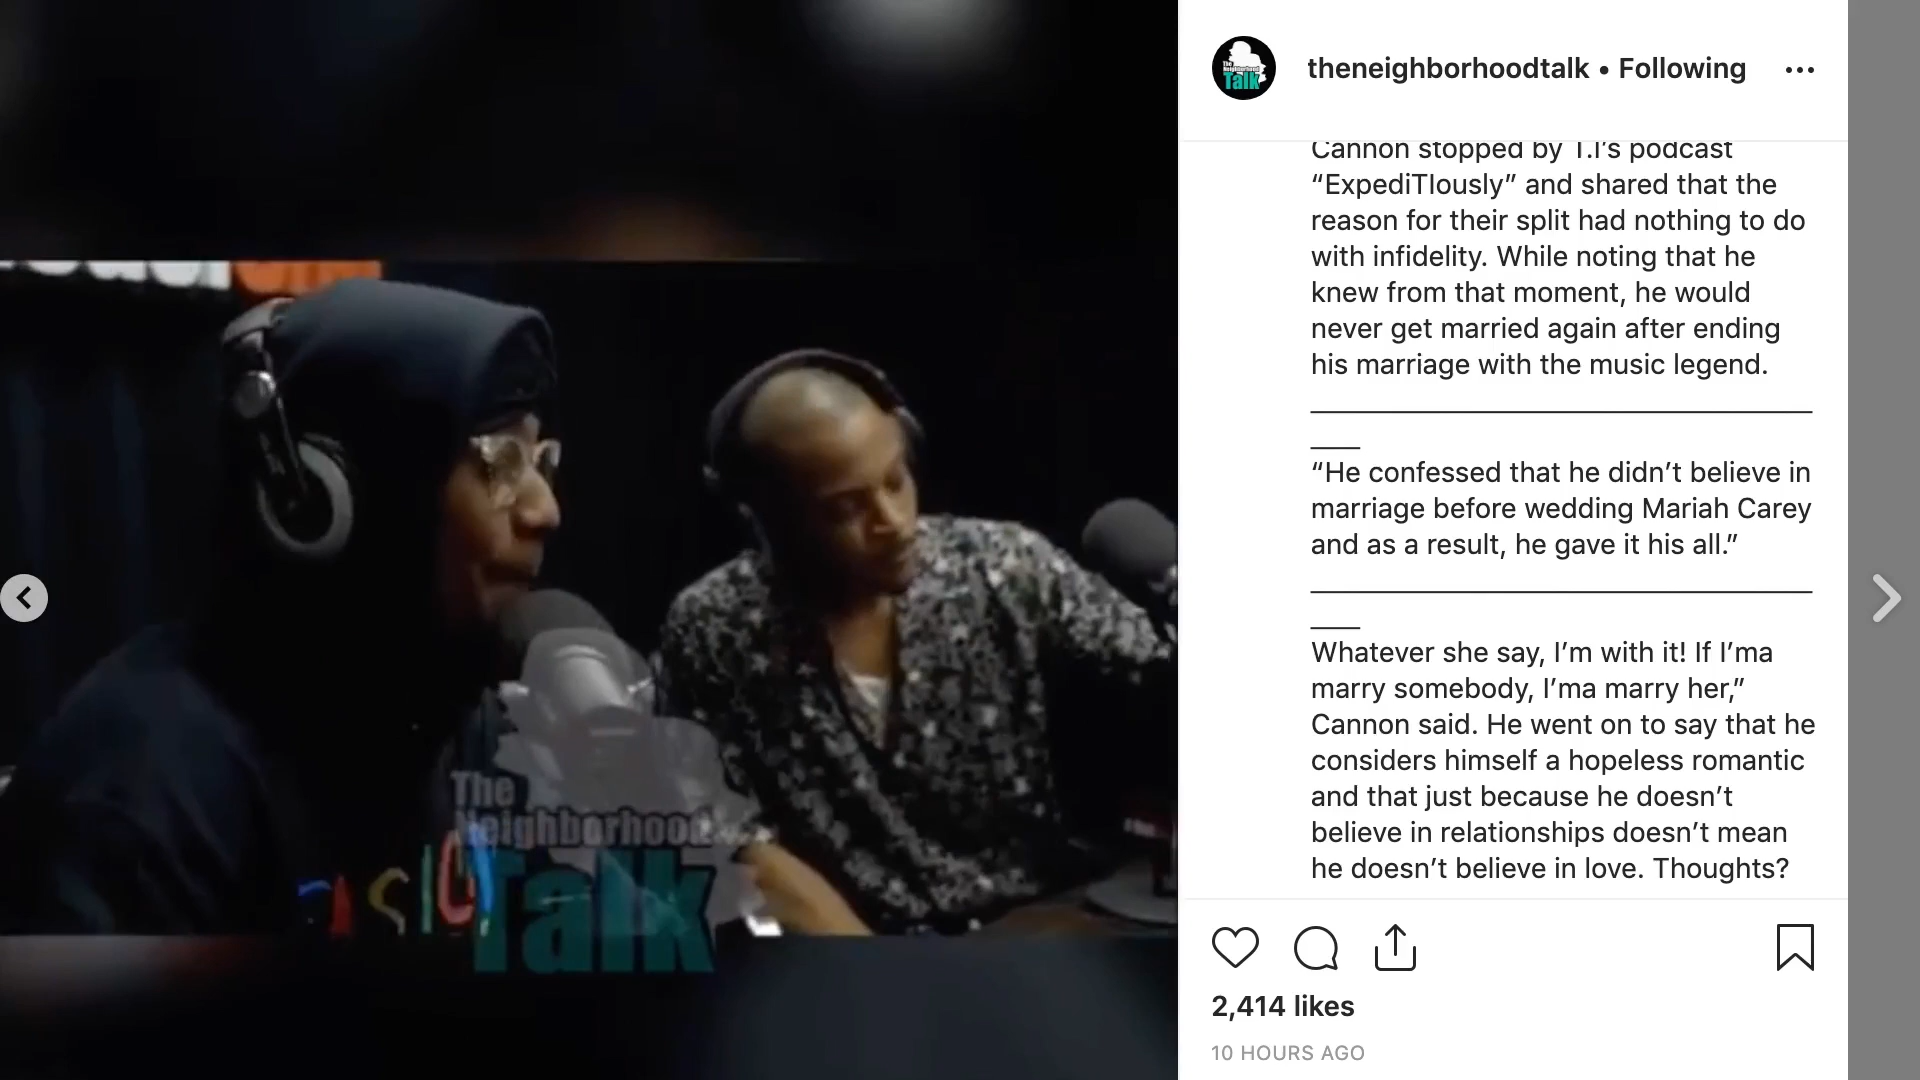 theneighborhoodtalk • Following
The
Neighborhood
Talk
Cannon stopped by T.I’s podcast
“ExpediTIously” and shared that the
reason for their split had nothing to do
with infidelity. While noting that he
knew from that moment, he would
never get married again after ending
his marriage with the music legend.
“He confessed that he didn’t believe in
marriage before wedding Mariah Carey
and as a result, he gave it his all.”
Whatever she say, I’m with it! If I’ma
marry somebody, I’ma marry her,”
Cannon said. He went on to say that he
considers himself a hopeless romantic
and that just because he doesn’t
believe in relationships doesn’t mean
he doesn’t believe in love. Thoughts?
The
Neighborhood
Talk
2,414 likes
10 HOURS AGO